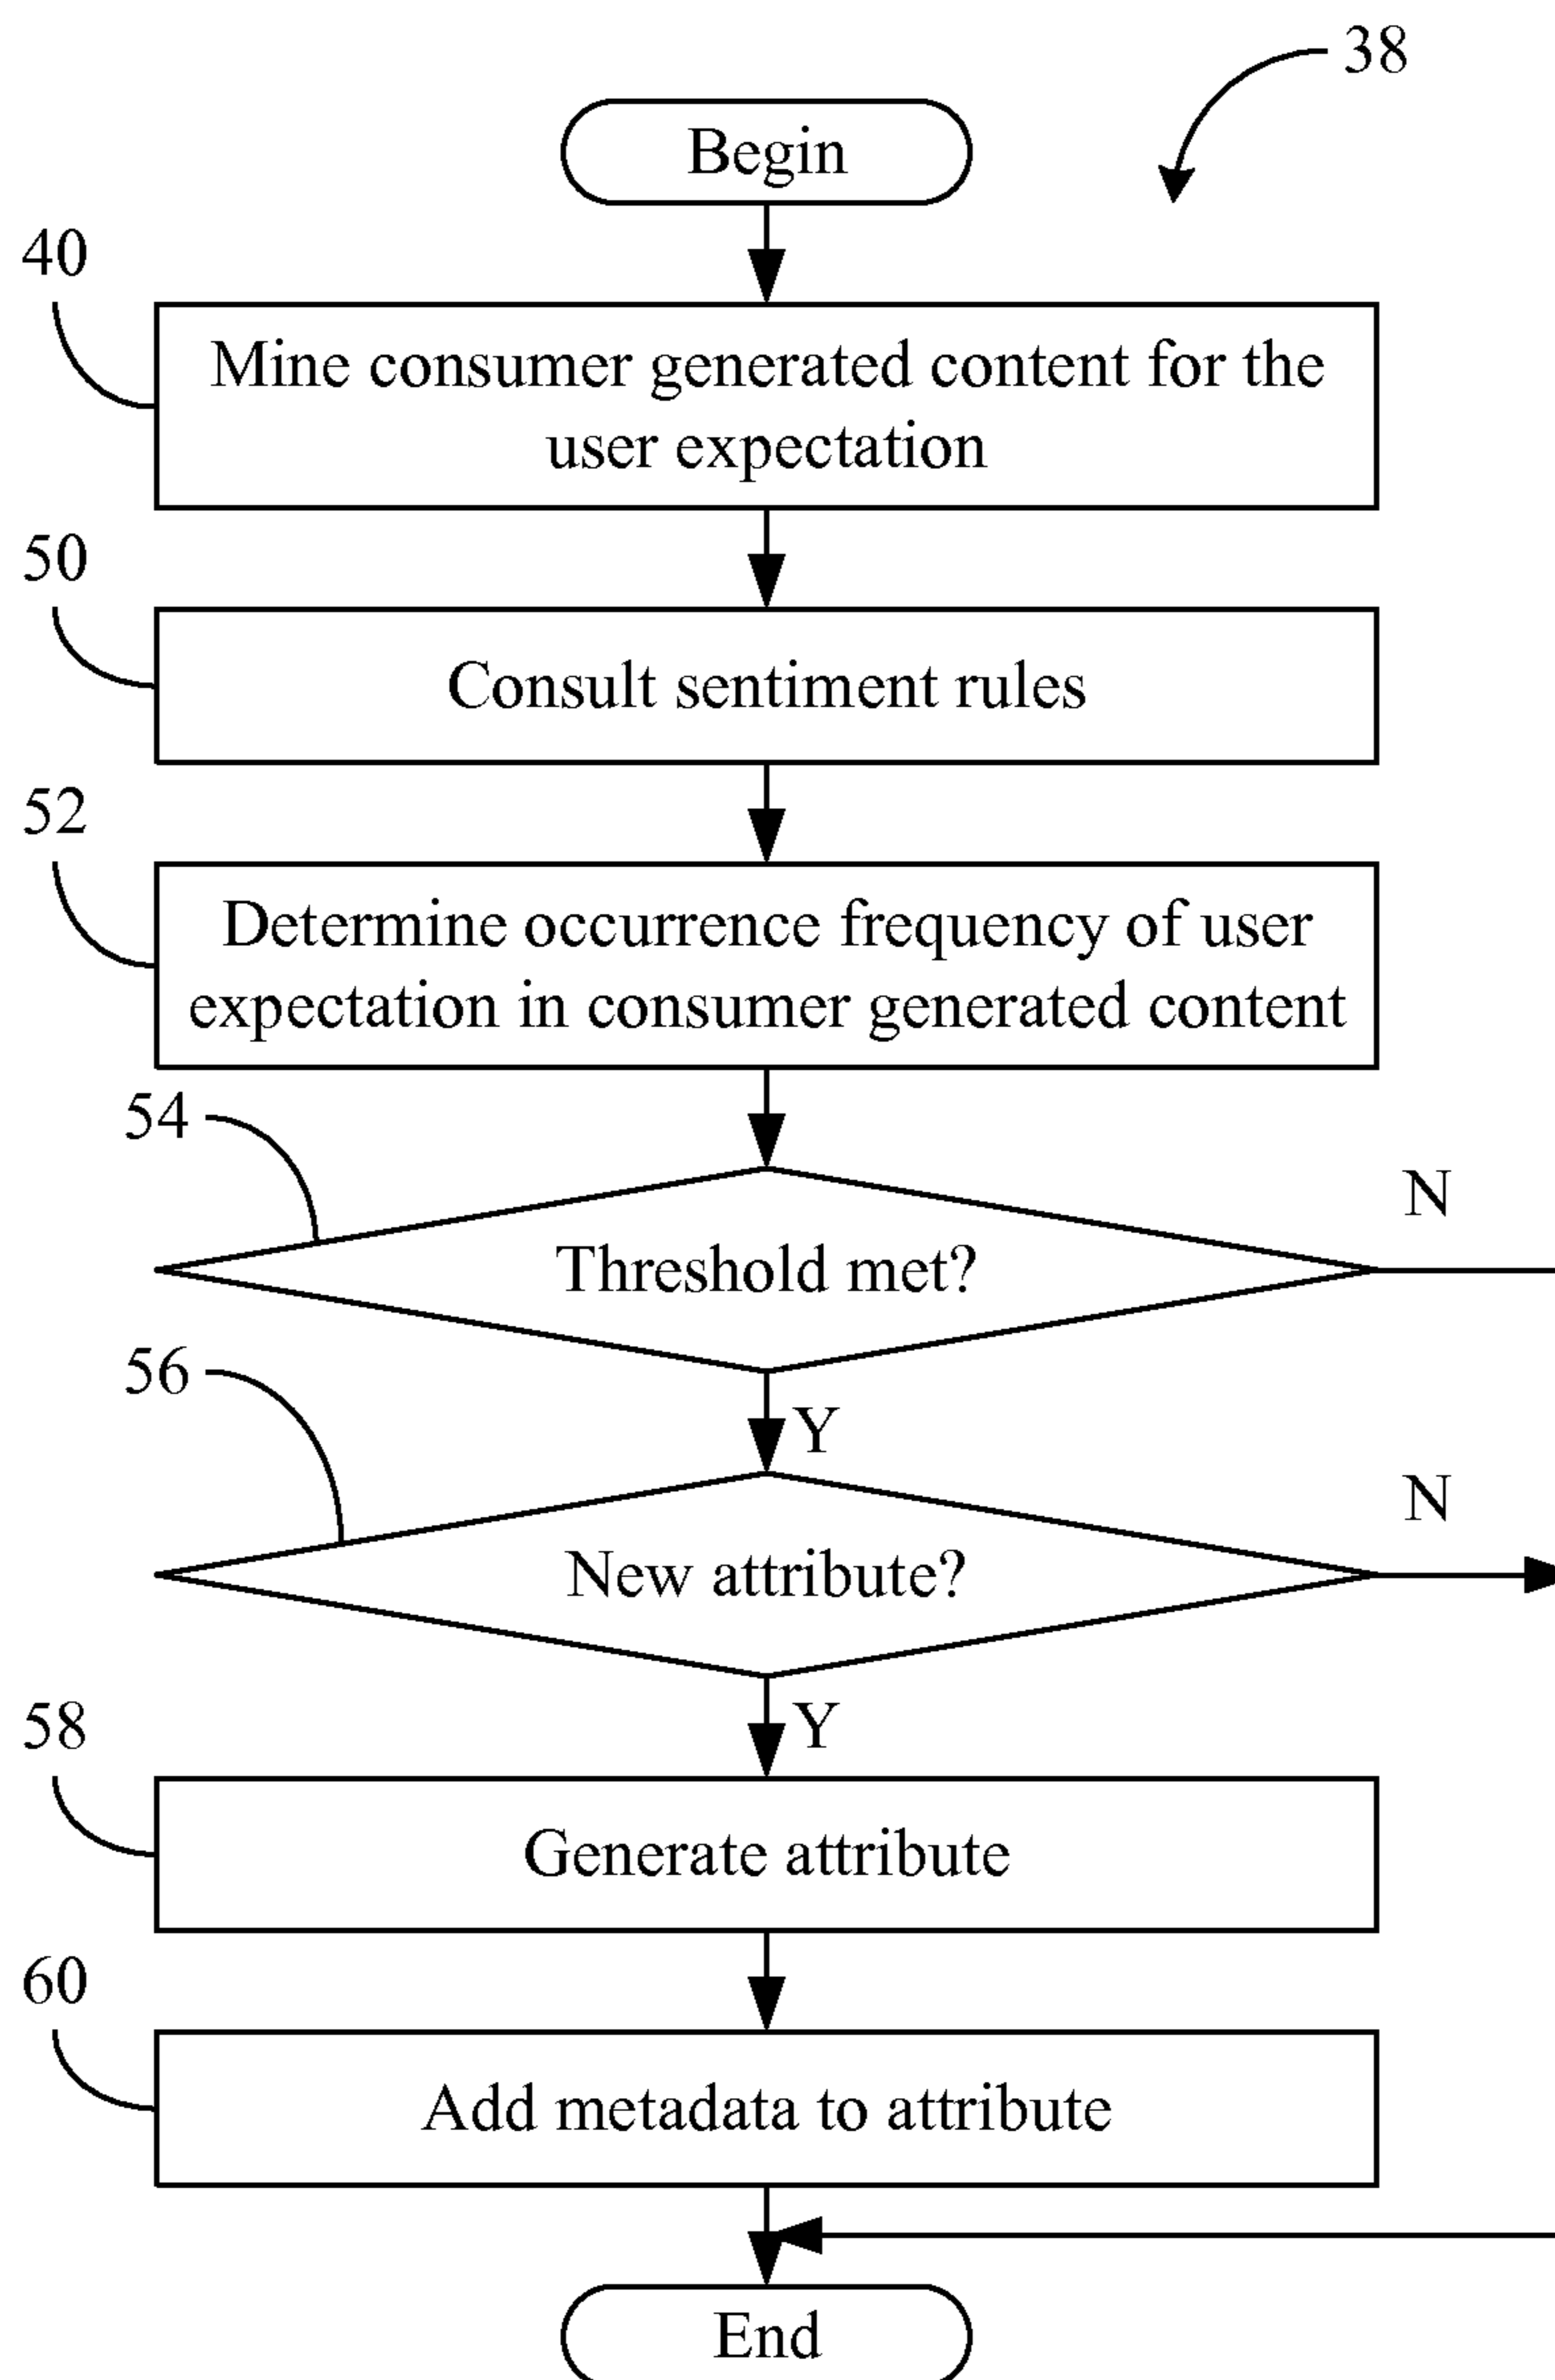 38
Begin
40
Mine consumer generated content for the
user expectation
50
Consult sentiment rules
52
Determine occurrence frequency of user
expectation in consumer generated content
54
N
Threshold met?
56
Y
N
New attribute?
58
Y
Generate attribute
60
Add metadata to attribute
End